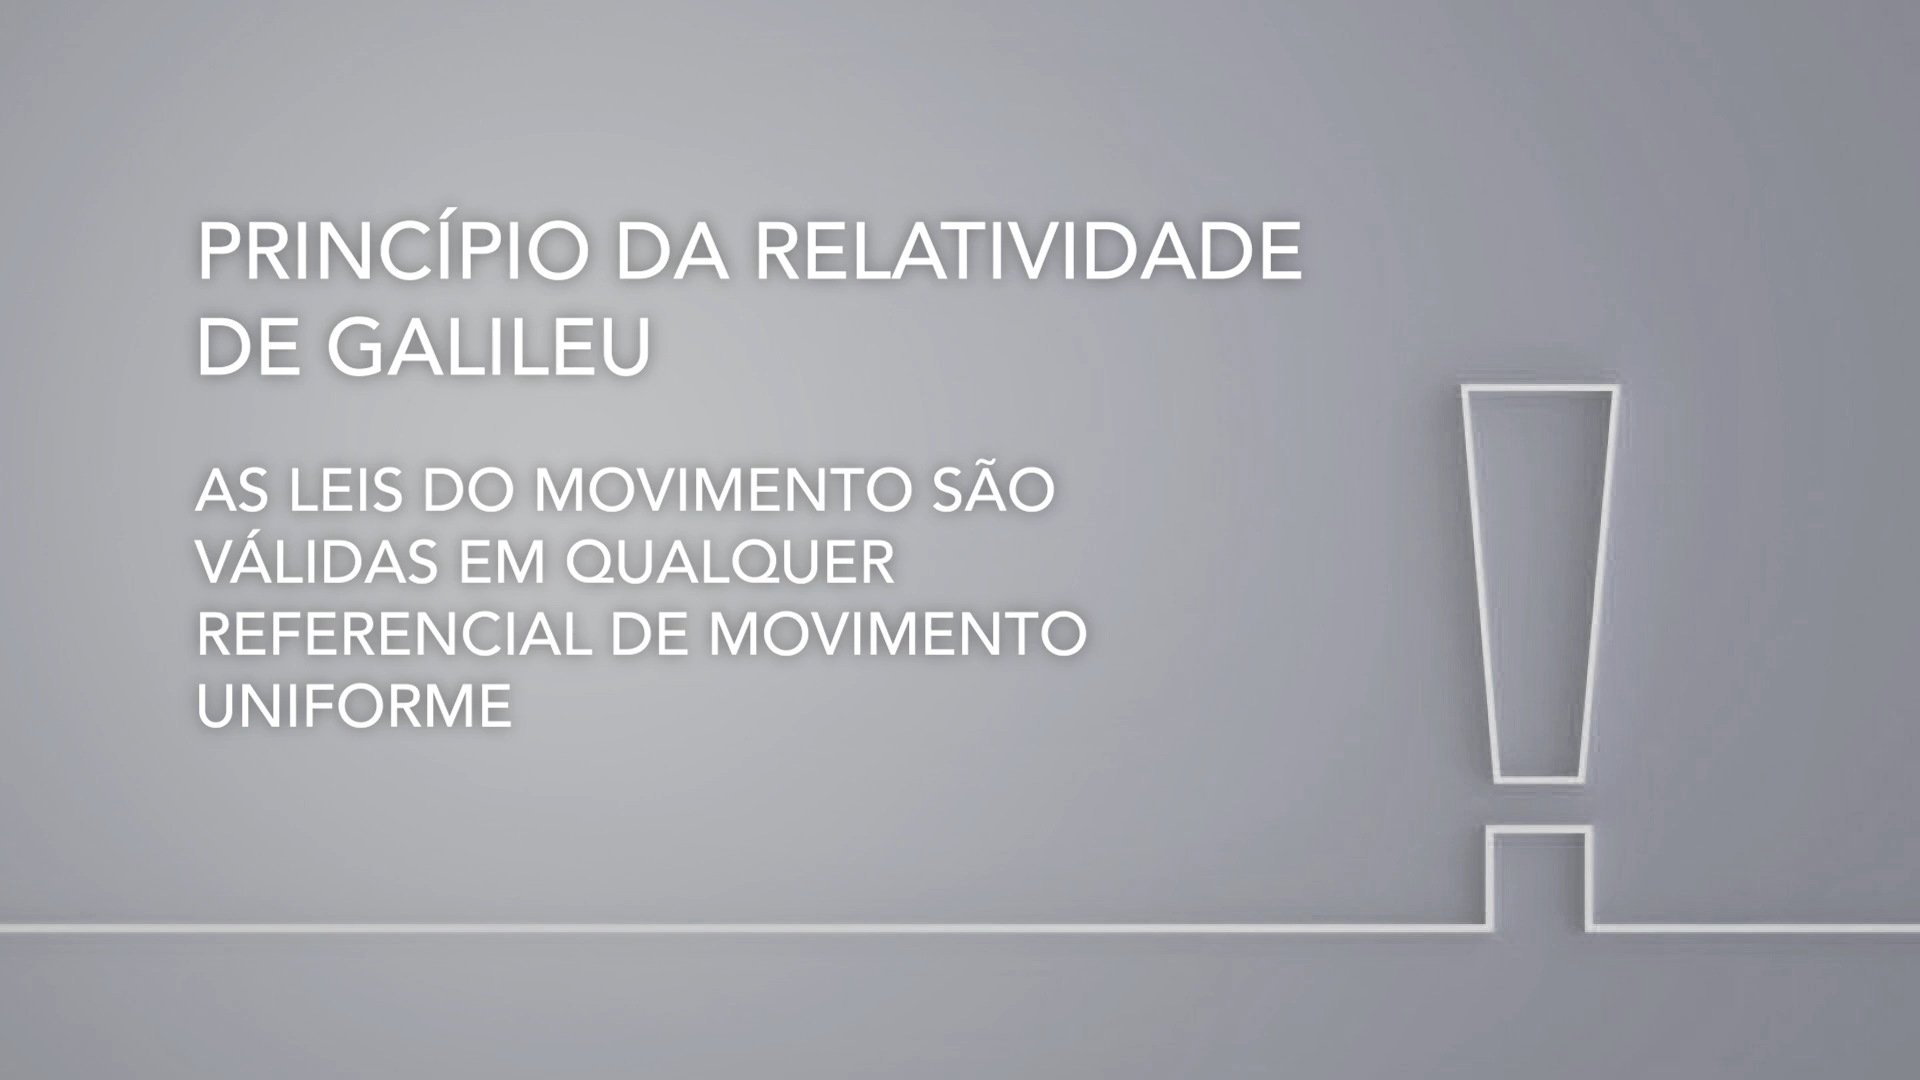 PRINCÍPIO DA RELATIVIDADE
DE GALILEU
AS LEIS DO MOVIMENTO SÃO
VÁLIDAS EM QUALQUER
REFERENCIAL DE MOVIMENTO
UNIFORME